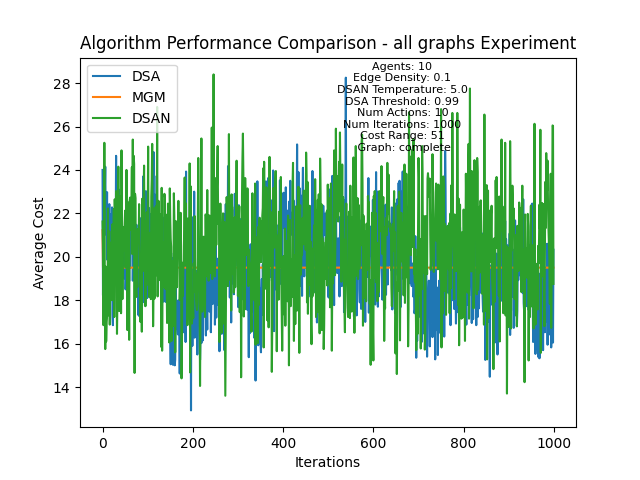 Algorithm Performance Comparison - all graphs Experiment
DSA
MGM
DSAN
Agents: 10
Edge Density: 0.1
DSAN Temperature: 5.0
DSA Threshold: 0.99
Num Actions: 10
Num Iterations: 1000
Cost Range: 51
Graph: complete
28
26
24
22
20
18
16
14
Average Cost
0 200 400 600 800 1000
Iterations